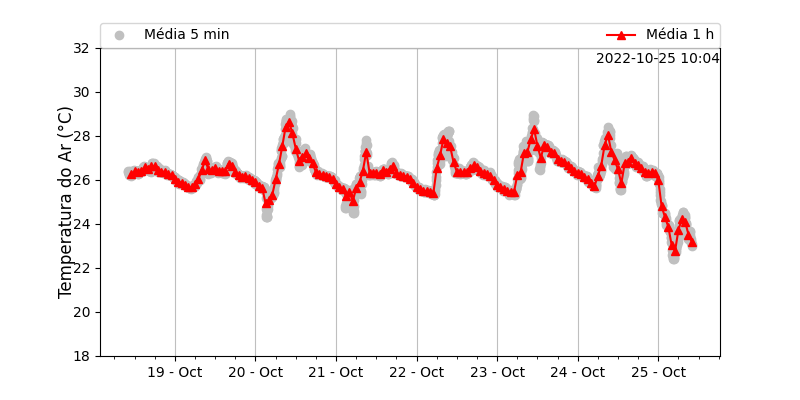 Média 5 min
Média 1 h
2022-10-25 10:04
Temperatura do Ar (°C)
32
30
28
26
24
22
20
18
19 - Oct
20 - Oct
21 - Oct
22 - Oct
23 - Oct
24 - Oct
25 - Oct